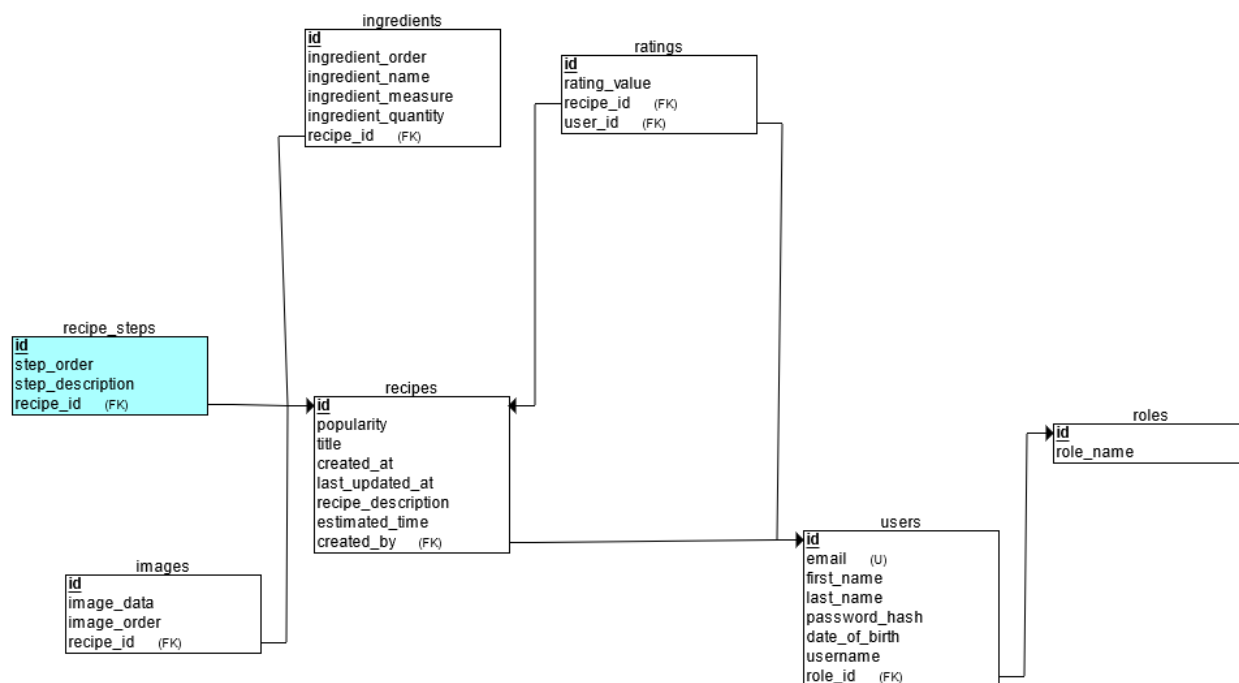 ingredients
id
ingredient_order
ingredient_name
ingredient_measure
ingredient_quantity
recipe_id (FK)
ratings
id
rating_value
recipe_id (FK)
user_id (FK)
recipe_steps
id
step_order
step_description
recipe_id (FK)
recipes
id
popularity
title
created_at
last_updated_at
recipe_description
estimated_time
created_by (FK)
roles
id
role_name
users
id
email (U)
first_name
last_name
password_hash
date_of_birth
username
role_id (FK)
images
id
image_data
image_order
recipe_id (FK)